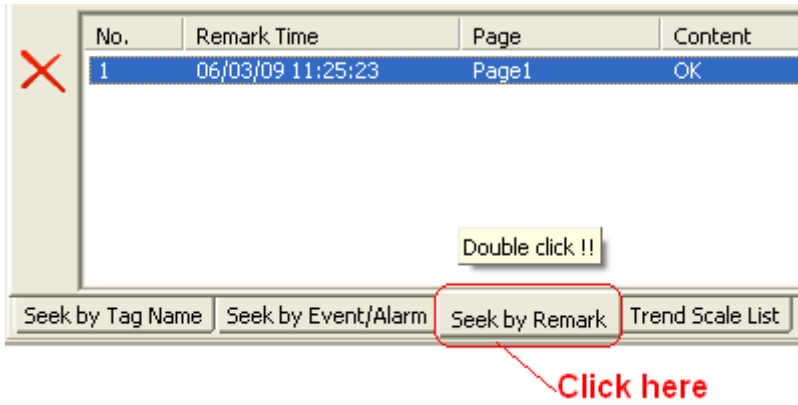 No. Remark Time Page Content
1 06/03/09 11:25:23 Page1 OK
Double click !!
Seek by Tag Name Seek by Event/Alarm Seek by Remark Trend Scale List
Click here